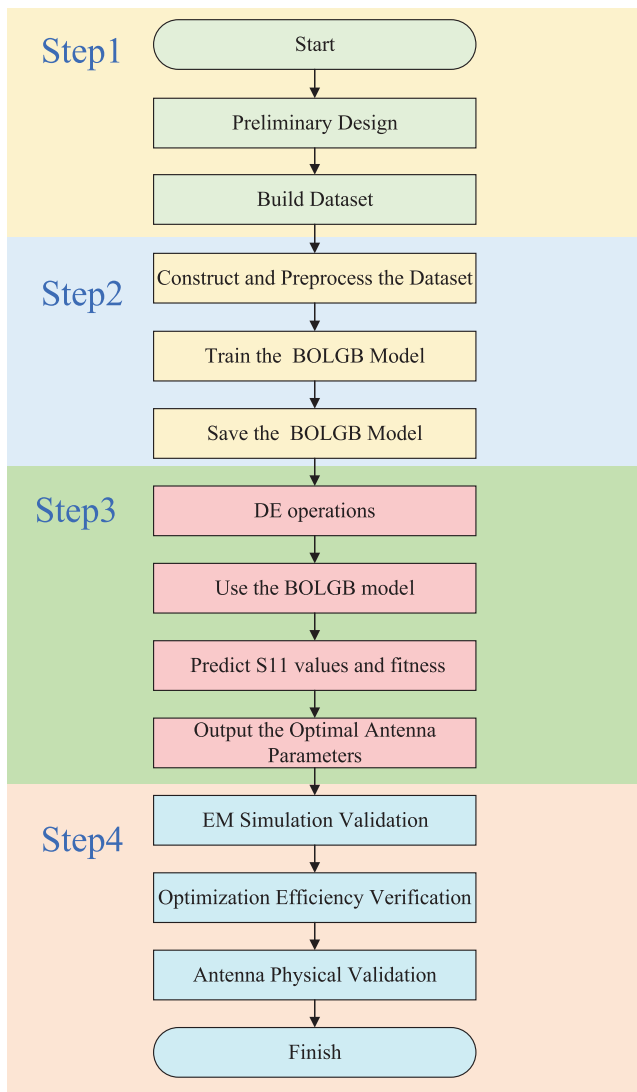 Step1
Start
Preliminary Design
Build Dataset
Step2
Construct and Preprocess the Dataset
Train the BOLGB Model
Save the BOLGB Model
Step3
DE operations
Use the BOLGB model
Predict S11 values and fitness
Output the Optimal Antenna
Parameters
Step4
EM Simulation Validation
Optimization Efficiency Verification
Antenna Physical Validation
Finish